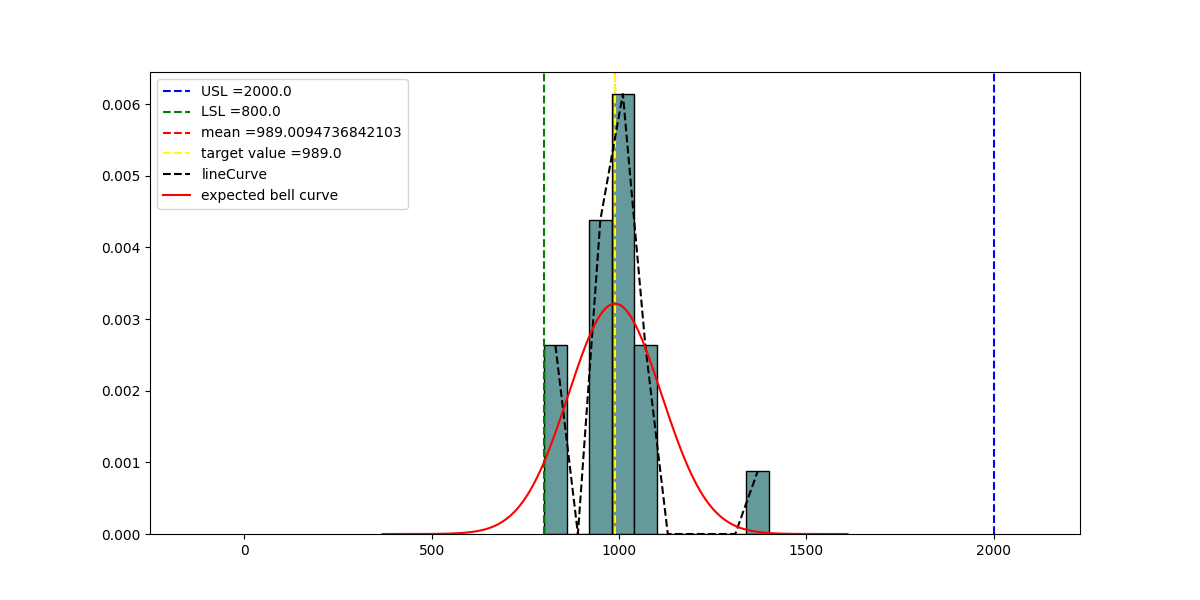 USL =2000.0
LSL =800.0
mean =989.0094736842103
target value =989.0
lineCurve
expected bell curve
0.006
0.005
0.004
0.003
0.002
0.001
0.000
0 500 1000 1500 2000